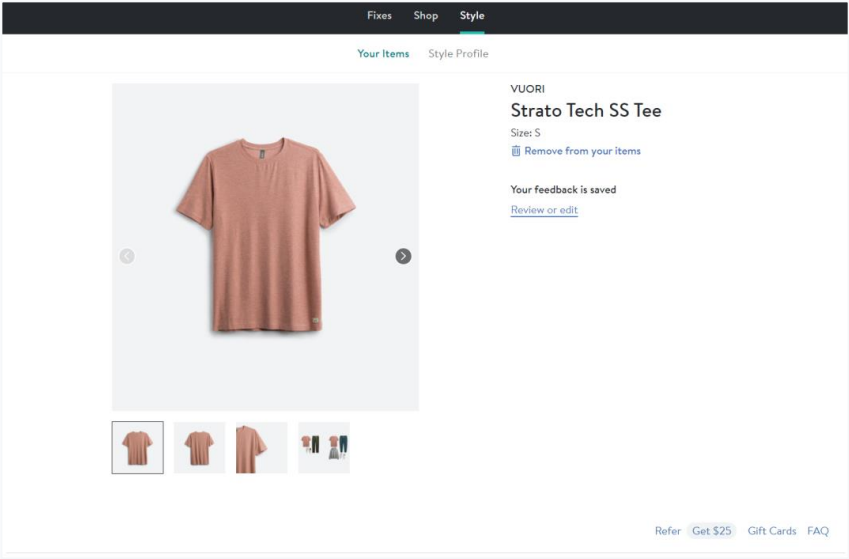 Fixes Shop Style
Your Items Style Profile
VUORI
Strato Tech SS Tee
Size: S
Remove from your items
Your feedback is saved
Review or edit
Refer Get $25 Gift Cards FAQ